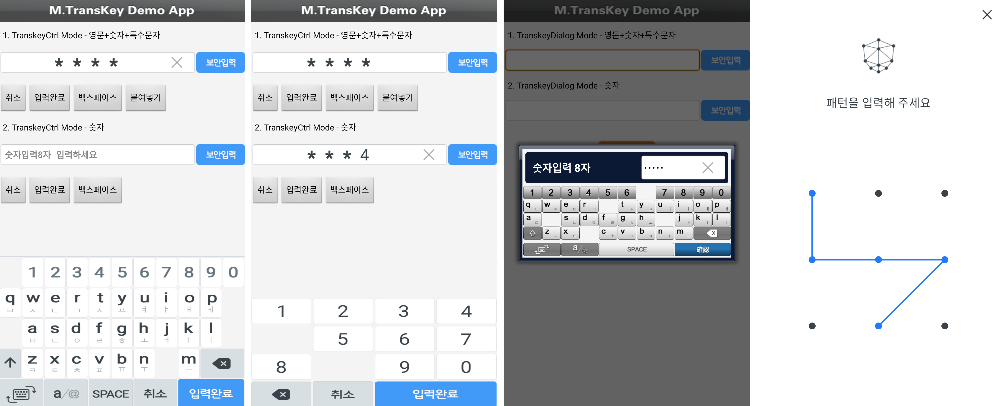 M.TransKey Demo App
1. TranskeyCtrl Mode - 영문+숫자+특수문자
* * * *
보안입력
취소 입력완료 백스페이스 붙여넣기
2. TranskeyCtrl Mode - 숫자
숫자입력8자 입력하세요
보안입력
취소 입력완료 백스페이스
1 2 3 4 5 6 7 8 9 0
q w e r t y u i o p
a s d f g h j k l
z x c v b n m
a/@ SPACE 취소 입력완료
M.TransKey Demo App
1. TranskeyCtrl Mode - 영문+숫자+특수문자
* * * *
보안입력
취소 입력완료 백스페이스 붙여넣기
2. TranskeyCtrl Mode - 숫자
* * * 4
보안입력
취소 입력완료 백스페이스
1 2 3 4
5 6 7
8 9 0
취소 입력완료
M.TransKey Demo App
1. TranskeyDialog Mode - 영문+숫자+특수문자
보안입력
2. TranskeyDialog Mode - 숫자
보안입력
숫자입력 8자
•••••
1 2 3 4 5 6 7 8 9 0
q w e r t y u i o p
a s d f g h j k l
z x c v b n m
SPACE
패턴을 입력해 주세요